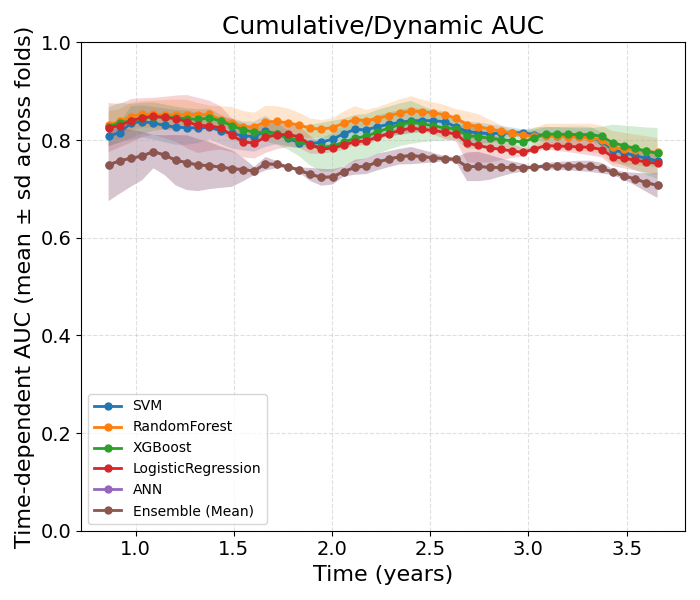 Cumulative/Dynamic AUC
Time-dependent AUC (mean ± sd across folds)
1.0
0.8
0.6
0.4
0.2
0.0
SVM
RandomForest
XGBoost
LogisticRegression
ANN
Ensemble (Mean)
1.0 1.5 2.0 2.5 3.0 3.5
Time (years)